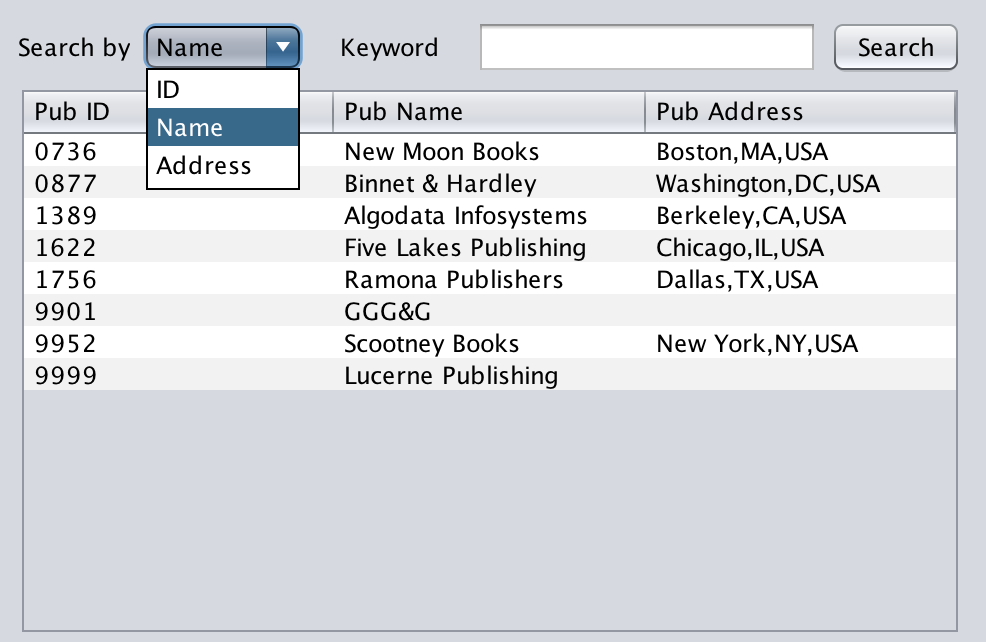 Search by Name Keyword Search
ID
Name
Address
Pub ID Pub Name Pub Address
0736 New Moon Books Boston,MA,USA
0877 Binnet & Hardley Washington,DC,USA
1389 Algodata Infosystems Berkeley,CA,USA
1622 Five Lakes Publishing Chicago,IL,USA
1756 Ramona Publishers Dallas,TX,USA
9901 GGG&G
9952 Scootney Books New York,NY,USA
9999 Lucerne Publishing